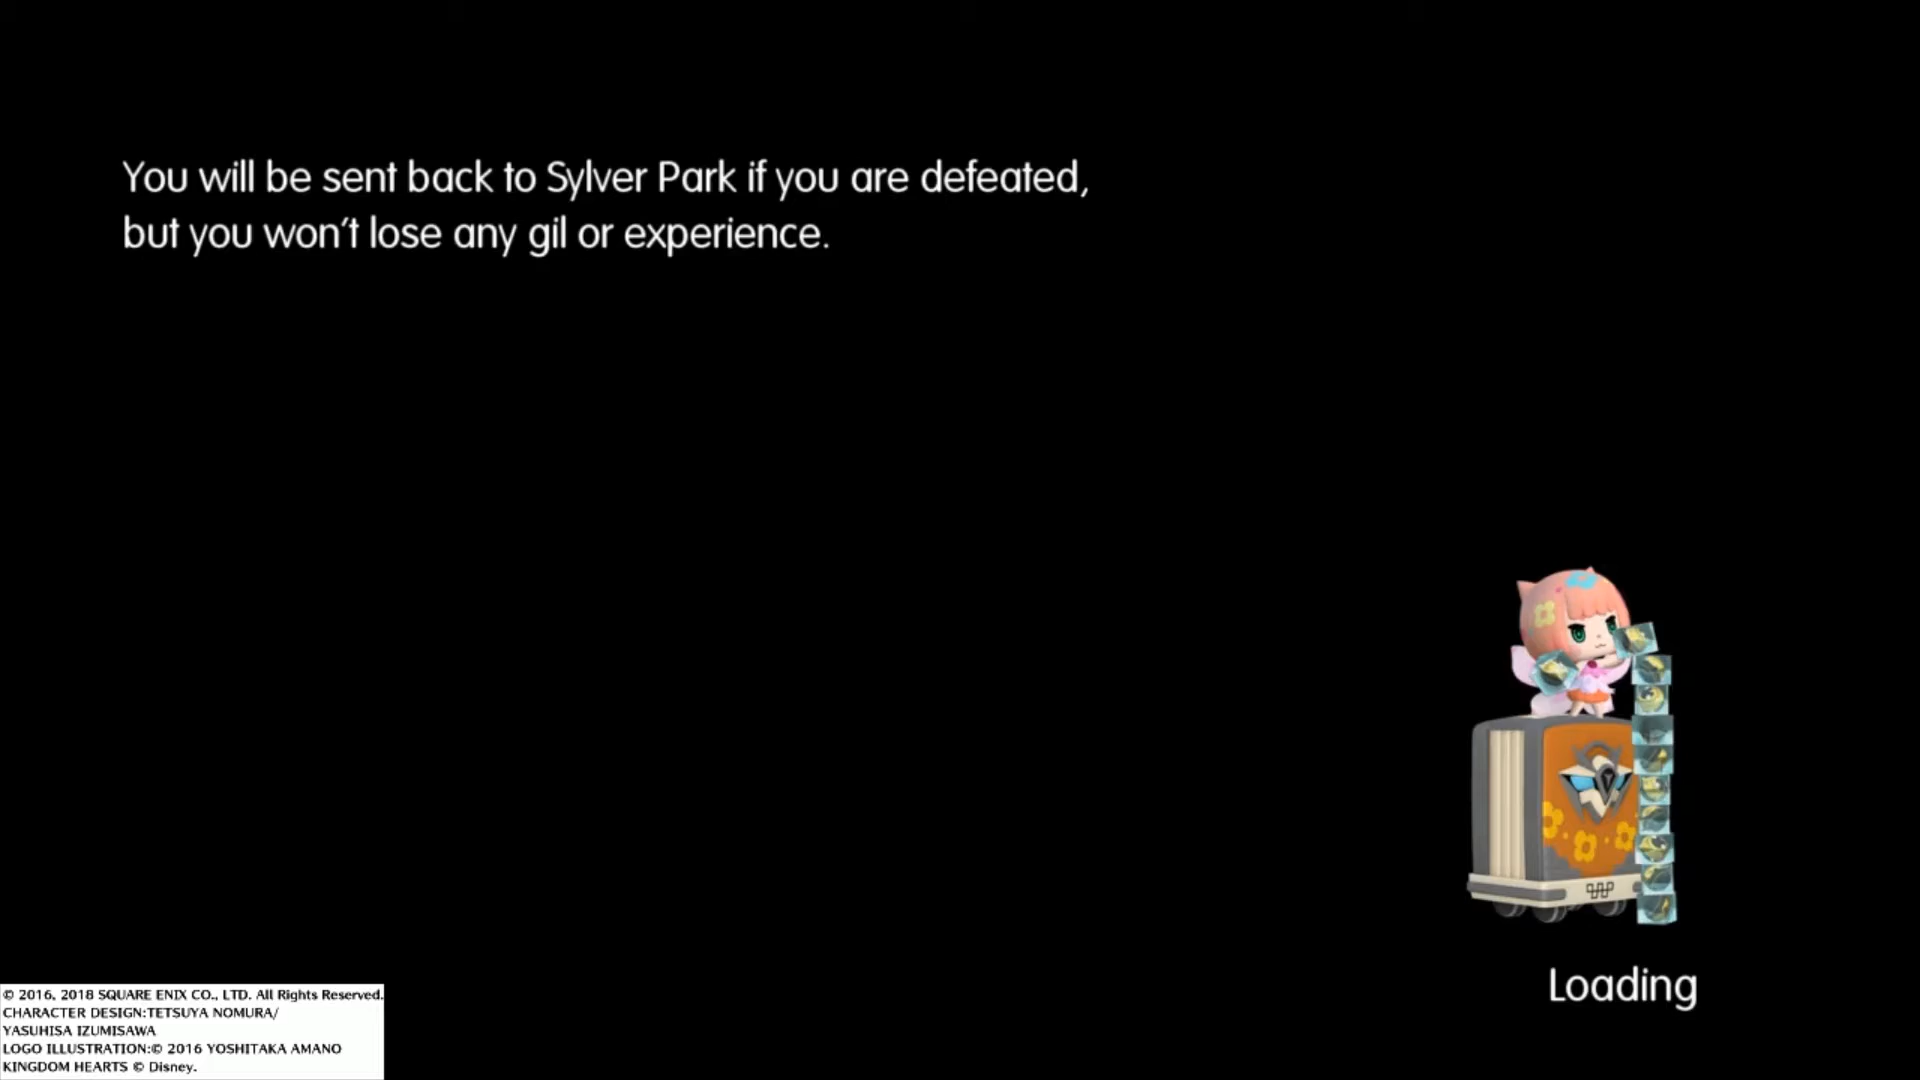 You will be sent back to Sylver Park if you are defeated,
but you won't lose any gil or experience.
Loading
© 2016, 2018 SQUARE ENIX CO., LTD. All Rights Reserved.
CHARACTER DESIGN:TETSUYA NOMURA/
YASUHISA IZUMISAWA
LOGO ILLUSTRATION:© 2016 YOSHITAKA AMANO
KINGDOM HEARTS © Disney.